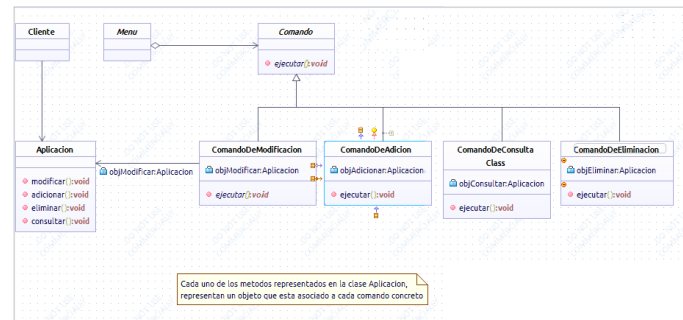 Cliente
Menu
Comando
ejecutar():void
Aplicacion
modificar():void
adicionar():void
eliminar():void
consultar():void
objModificar:Aplicacion
ComandoDeModificacion
objModificar:Aplicacion
ejecutar():void
ComandoDeAdicion
objAdicionar:Aplicacion
ejecutar():void
ComandoDeConsulta
Class
objConsultar:Aplicacion
ejecutar():void
ComandoDeEliminacion
objEliminar:Aplicacion
ejecutar():void
Cada uno de los metodos representados en la clase Aplicacion,
representan un objeto que esta asociado a cada comando concreto